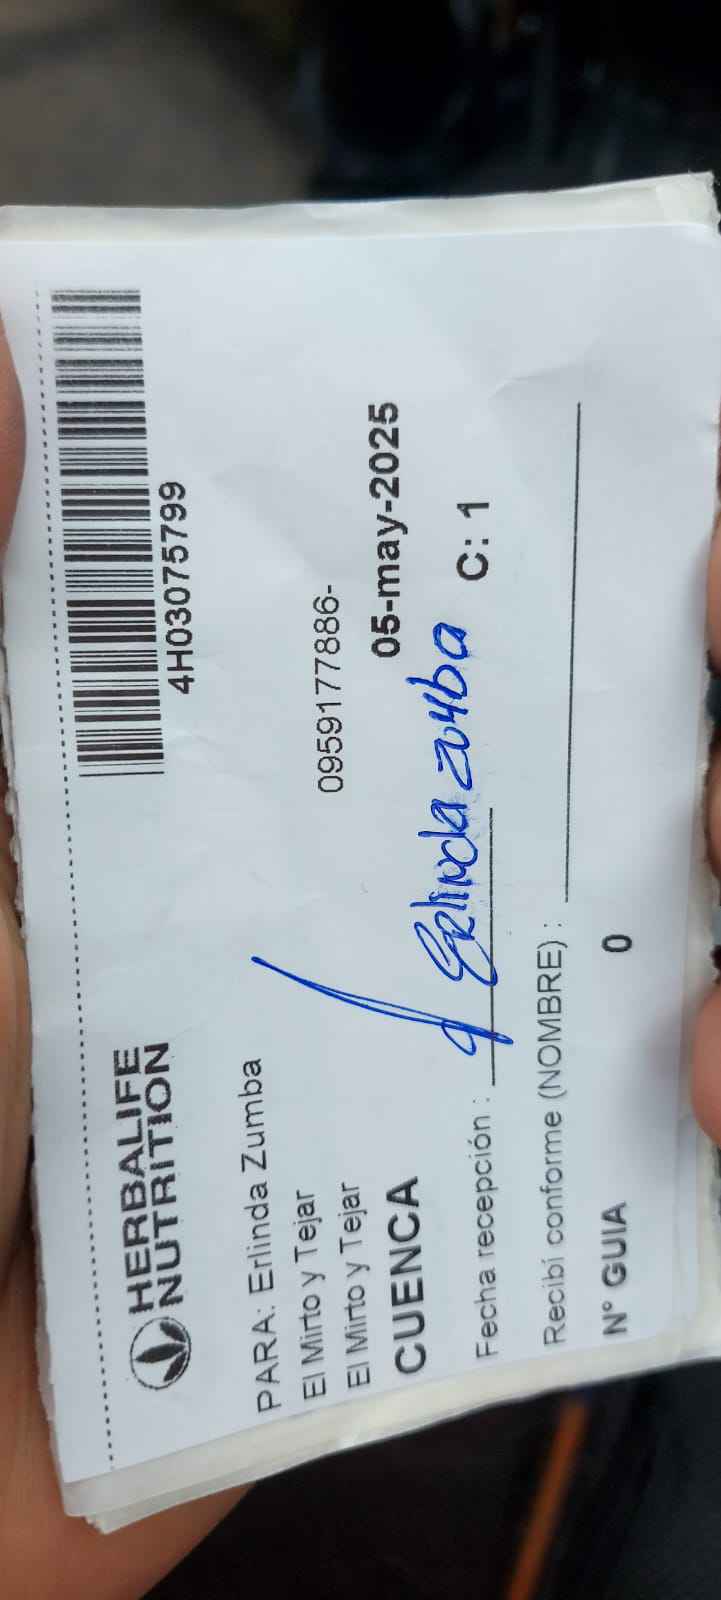 4H03075799
HERBALIFE
NUTRITION
PARA: Erlinda Zumba
El Mirto y Tejar
0959177886-
El Mirto y Tejar
CUENCA
05-may-2025
Fecha recepción :
Erlinda zumba
C: 1
Recibí conforme (NOMBRE) :
N° GUIA
0